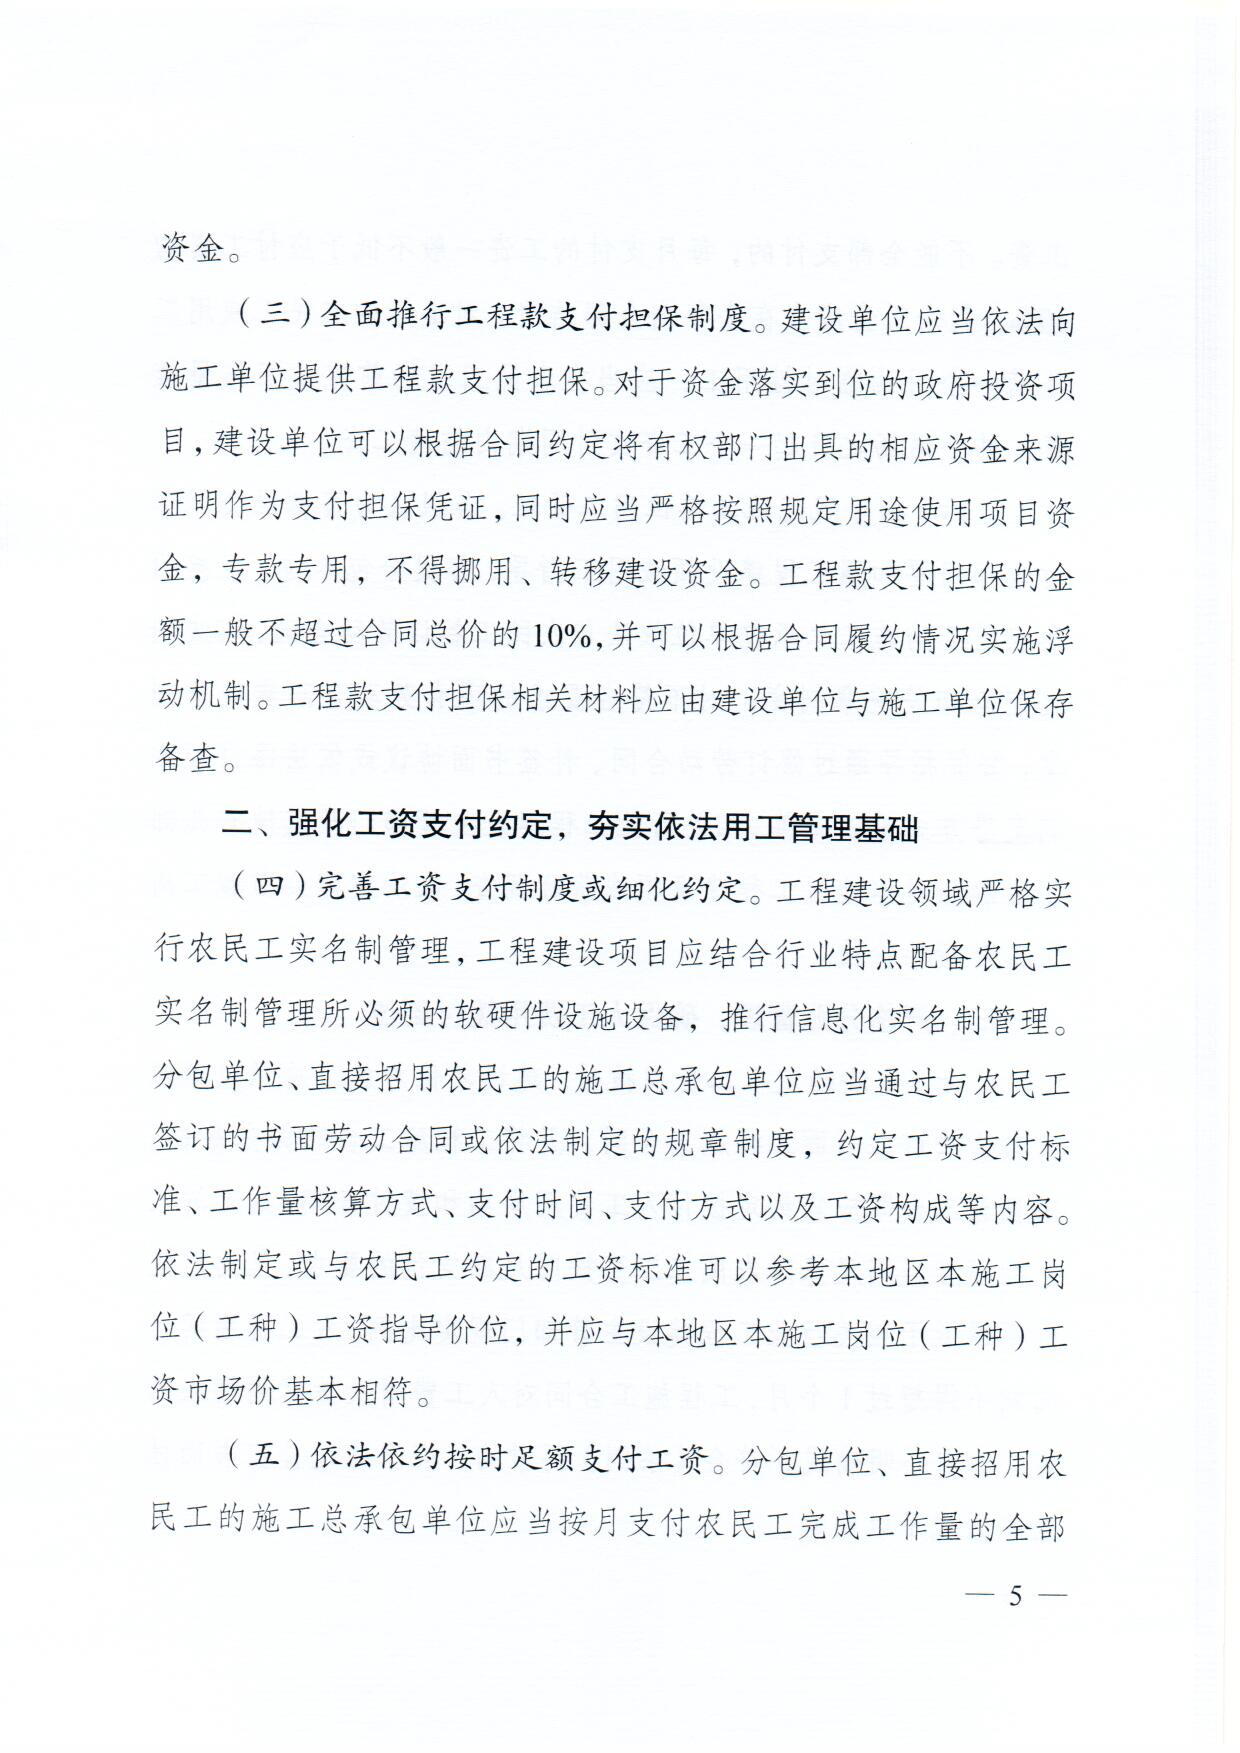 资金。
（三）全面推行工程款支付担保制度。建设单位应当依法向
施工单位提供工程款支付担保。对于资金落实到位的政府投资项
目，建设单位可以根据合同约定将有权部门出具的相应资金来源
证明作为支付担保凭证，同时应当严格按照规定用途使用项目资
金，专款专用，不得挪用、转移建设资金。工程款支付担保的金
额一般不超过合同总价的10%，并可以根据合同履约情况实施浮
动机制。工程款支付担保相关材料应由建设单位与施工单位保存
备查。
二、强化工资支付约定，夯实依法用工管理基础
（四）完善工资支付制度或细化约定。工程建设领域严格实
行农民工实名制管理，工程建设项目应结合行业特点配备农民工
实名制管理所必须的软硬件设施设备，推行信息化实名制管理。
分包单位、直接招用农民工的施工总承包单位应当通过与农民工
签订的书面劳动合同或依法制定的规章制度，约定工资支付标
准、工作量核算方式、支付时间、支付方式以及工资构成等内容。
依法制定或与农民工约定的工资标准可以参考本地区本施工岗
位（工种）工资指导价位，并应与本地区本施工岗位（工种）工
资市场价基本相符。
（五）依法依约按时足额支付工资。分包单位、直接招用农
民工的施工总承包单位应当按月支付农民工完成工作量的全部
— 5 —